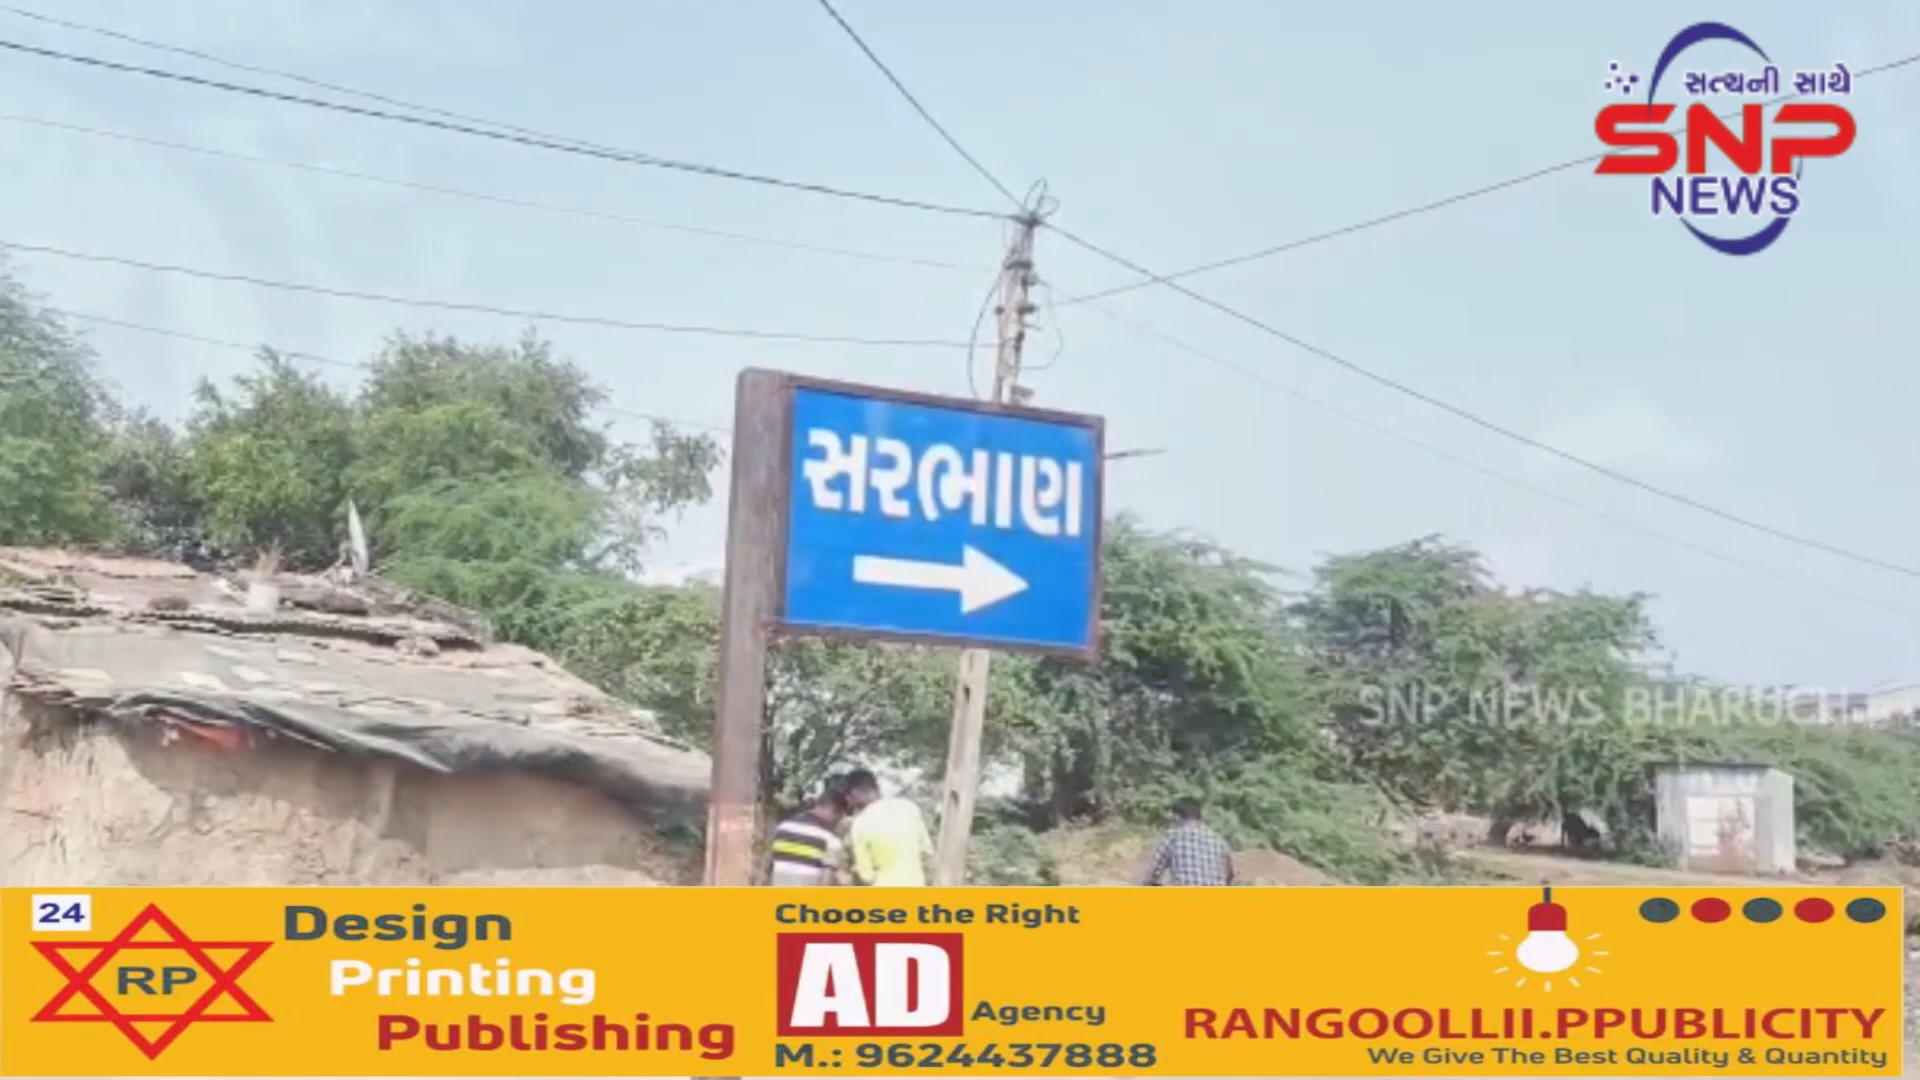 સત્યની સાથે
SNP
NEWS
સરભાણ
SNP NEWS BHARUCH
24
RP
Design
Printing
Publishing
Choose the Right
AD
Agency
M.: 9624437888
RANGOOLLII.PPUBLICITY
We Give The Best Quality & Quantity